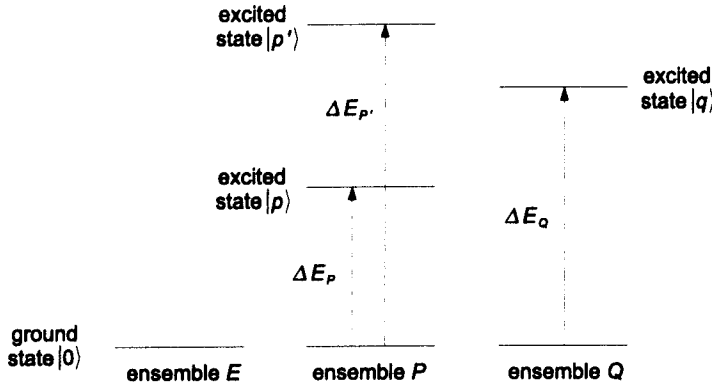 excited
state|p'⟩
excited
state|q⟩
ΔE_P'
excited
state|p⟩
ΔE_Q
ΔE_P
ground
state|0⟩
ensemble E
ensemble P
ensemble Q